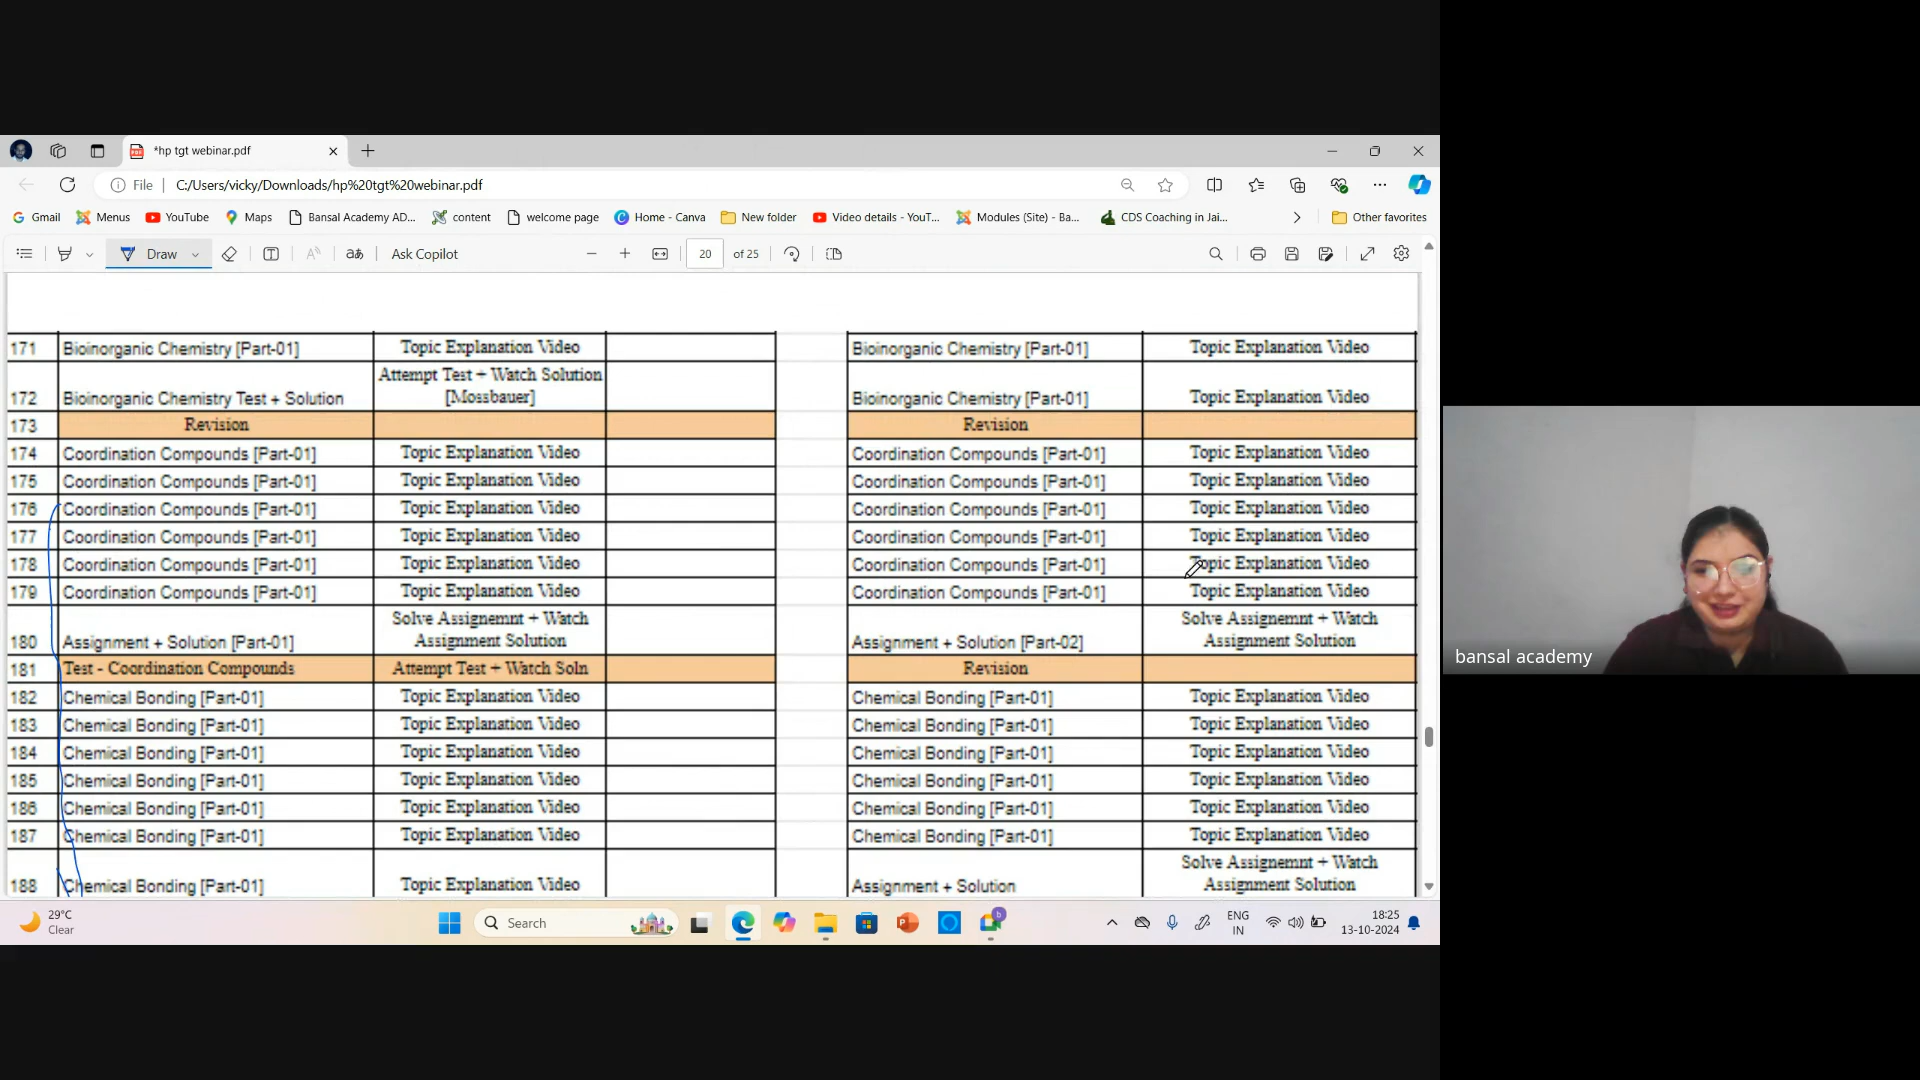 *hp tgt webinar.pdf
File C:/Users/vicky/Downloads/hp%20tgt%20webinar.pdf
Gmail Menus YouTube Maps Bansal Academy AD... content welcome page Home - Canva New folder Video details - YouT... Modules (Site) - Ba... CDS Coaching in Jai... Other favorites
Draw aあ Ask Copilot 20 of 25
171 Bioinorganic Chemistry [Part-01] Topic Explanation Video Bioinorganic Chemistry [Part-01] Topic Explanation Video
Attempt Test + Watch Solution
172 Bioinorganic Chemistry Test + Solution [Mossbauer] Bioinorganic Chemistry [Part-01] Topic Explanation Video
173 Revision Revision
174 Coordination Compounds [Part-01] Topic Explanation Video Coordination Compounds [Part-01] Topic Explanation Video
175 Coordination Compounds [Part-01] Topic Explanation Video Coordination Compounds [Part-01] Topic Explanation Video
176 Coordination Compounds [Part-01] Topic Explanation Video Coordination Compounds [Part-01] Topic Explanation Video
177 Coordination Compounds [Part-01] Topic Explanation Video Coordination Compounds [Part-01] Topic Explanation Video
178 Coordination Compounds [Part-01] Topic Explanation Video Coordination Compounds [Part-01] Topic Explanation Video
179 Coordination Compounds [Part-01] Topic Explanation Video Coordination Compounds [Part-01] Topic Explanation Video
Solve Assignemnt + Watch Solve Assignemnt + Watch
180 Assignment + Solution [Part-01] Assignment Solution Assignment + Solution [Part-02] Assignment Solution
181 Test - Coordination Compounds Attempt Test + Watch Soln Revision
182 Chemical Bonding [Part-01] Topic Explanation Video Chemical Bonding [Part-01] Topic Explanation Video
183 Chemical Bonding [Part-01] Topic Explanation Video Chemical Bonding [Part-01] Topic Explanation Video
184 Chemical Bonding [Part-01] Topic Explanation Video Chemical Bonding [Part-01] Topic Explanation Video
185 Chemical Bonding [Part-01] Topic Explanation Video Chemical Bonding [Part-01] Topic Explanation Video
186 Chemical Bonding [Part-01] Topic Explanation Video Chemical Bonding [Part-01] Topic Explanation Video
187 Chemical Bonding [Part-01] Topic Explanation Video Chemical Bonding [Part-01] Topic Explanation Video
Solve Assignemnt + Watch
188 Chemical Bonding [Part-01] Topic Explanation Video Assignment + Solution Assignment Solution
bansal academy
29°C
Clear
Search
ENG
IN
18:25
13-10-2024